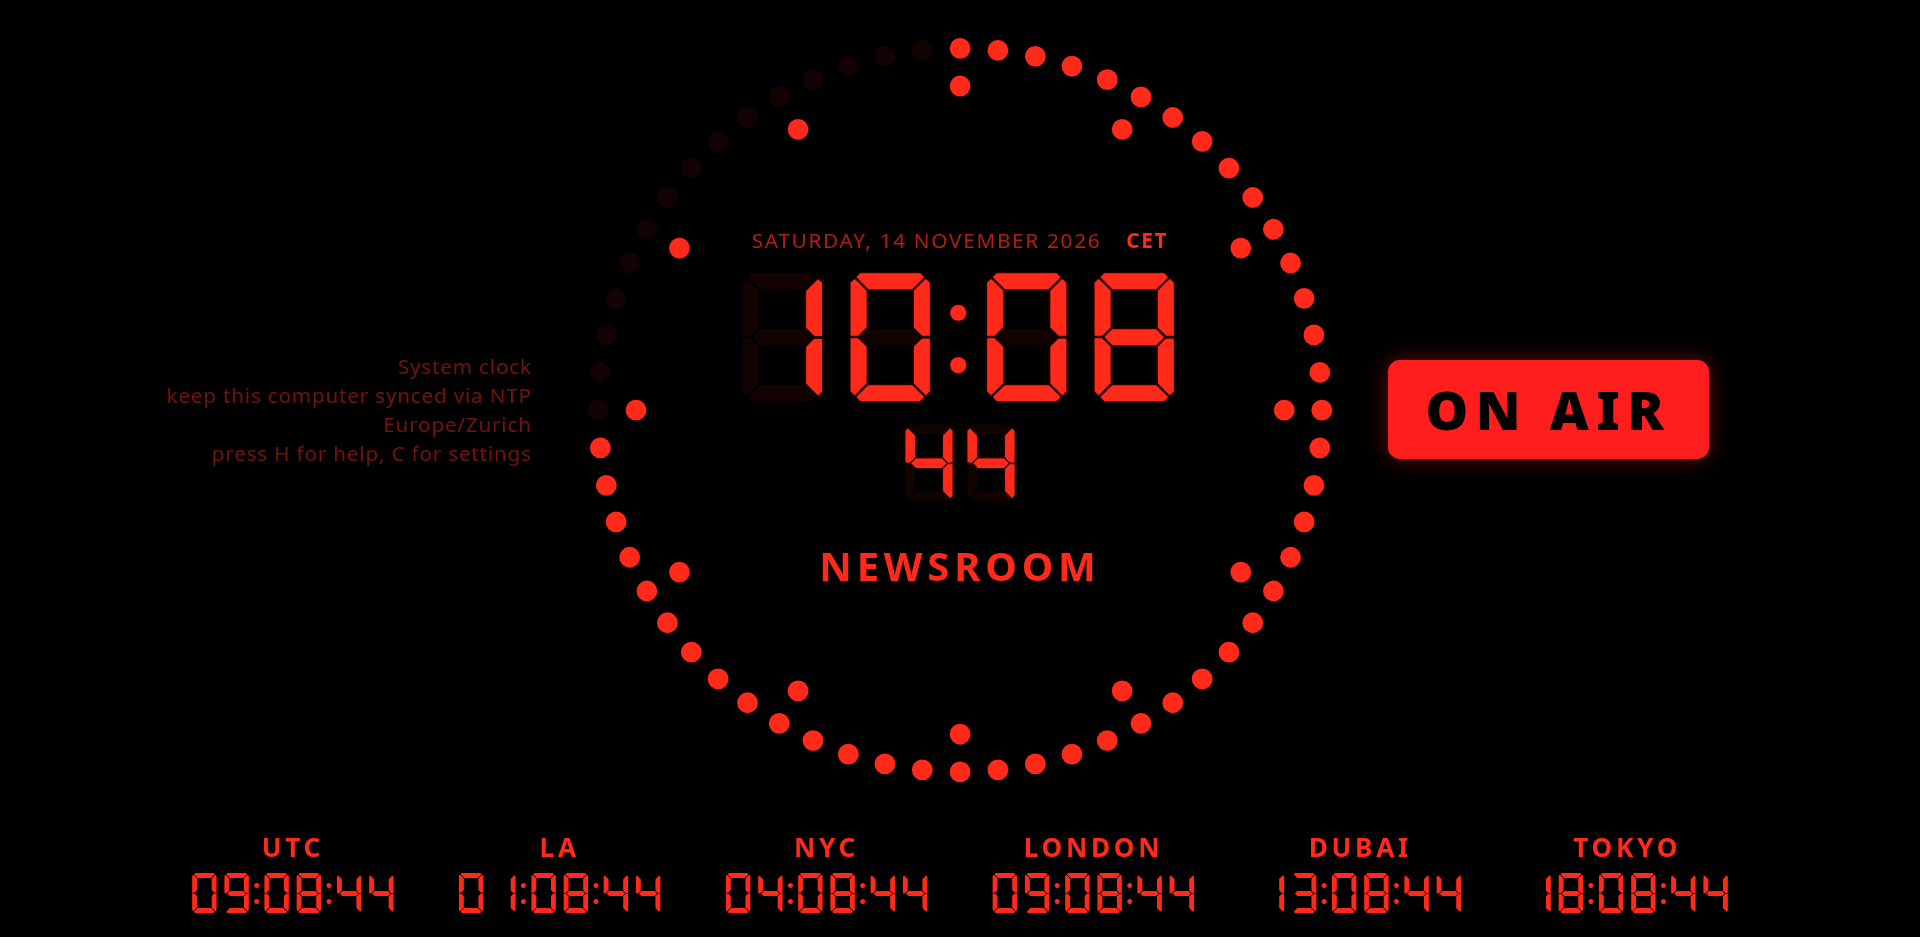 SATURDAY, 14 NOVEMBER 2026 CET
10:08
44
NEWSROOM
System clock
keep this computer synced via NTP
Europe/Zurich
press H for help, C for settings
ON AIR
UTC
09:08:44
LA
01:08:44
NYC
04:08:44
LONDON
09:08:44
DUBAI
13:08:44
TOKYO
18:08:44